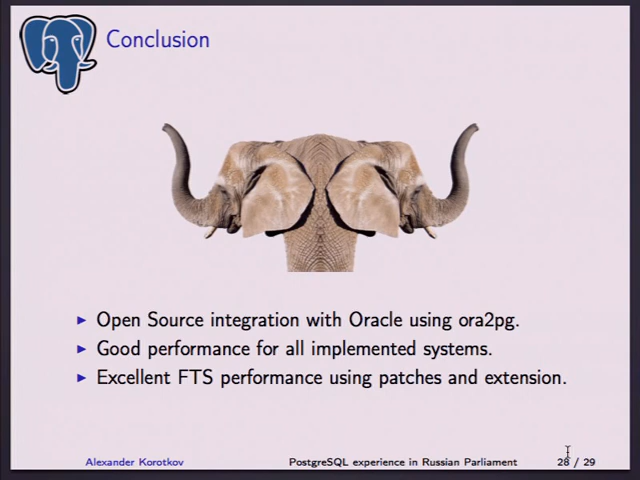 Conclusion
Open Source integration with Oracle using ora2pg.
Good performance for all implemented systems.
Excellent FTS performance using patches and extension.
Alexander Korotkov PostgreSQL experience in Russian Parliament 28 / 29